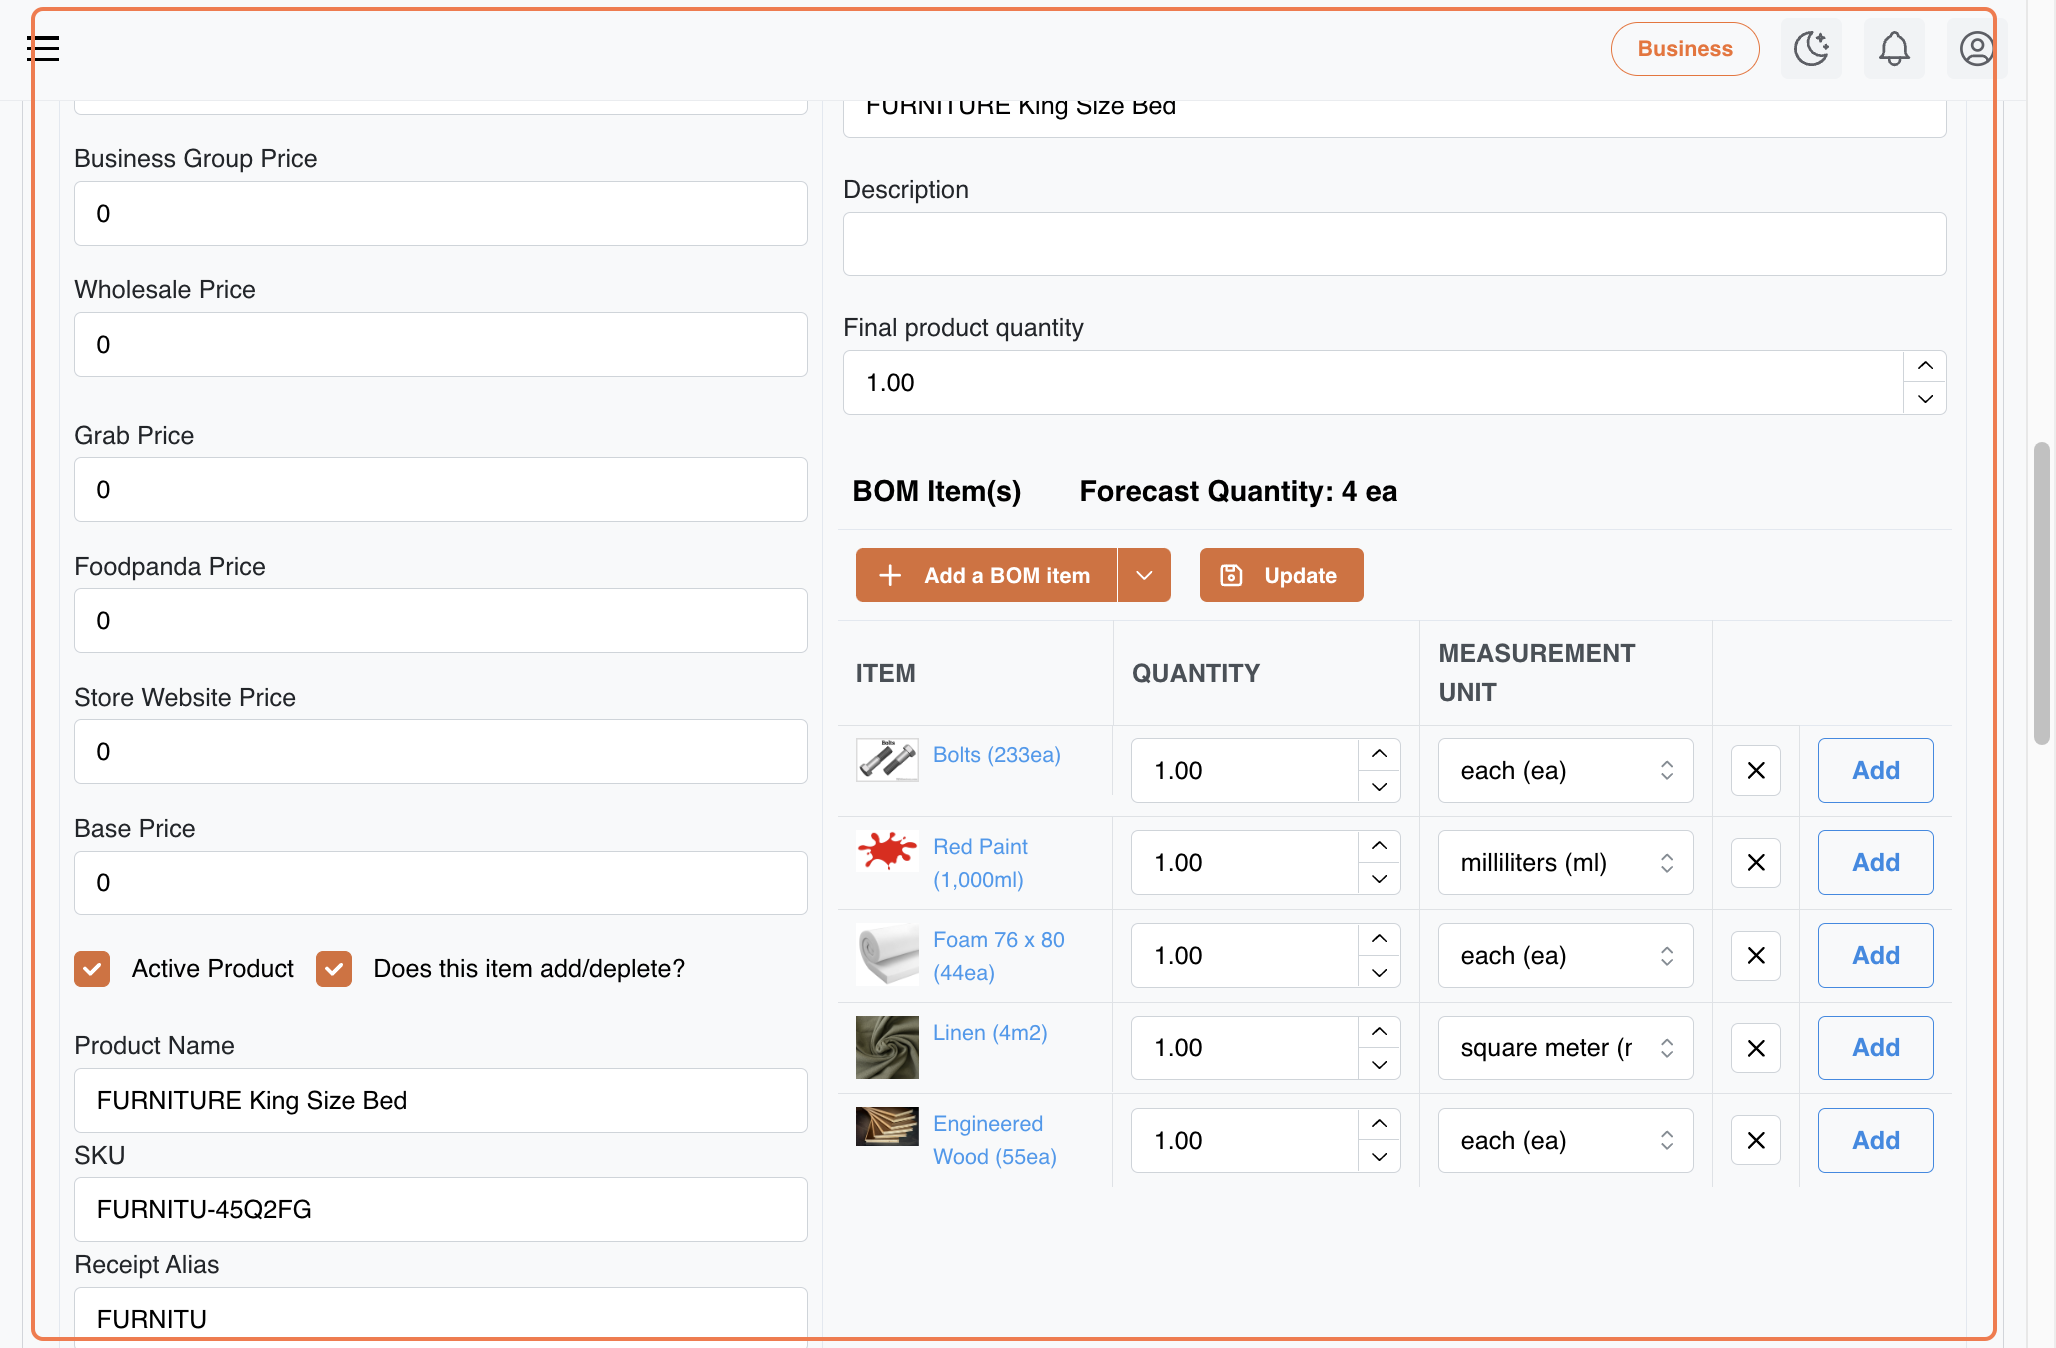 Business
Business Group Price
0
Wholesale Price
0
Grab Price
0
Foodpanda Price
0
Store Website Price
0
Base Price
0
Active Product
Does this item add/deplete?
Product Name
FURNITURE King Size Bed
SKU
FURNITU-45Q2FG
Receipt Alias
FURNITU
FURNITURE King Size Bed
Description
Final product quantity
1.00
BOM Item(s) Forecast Quantity: 4 ea
Add a BOM item Update
ITEM QUANTITY MEASUREMENT UNIT
Bolts (233ea) 1.00 each (ea) Add
Red Paint (1,000ml) 1.00 milliliters (ml) Add
Foam 76 x 80 (44ea) 1.00 each (ea) Add
Linen (4m2) 1.00 square meter (r Add
Engineered Wood (55ea) 1.00 each (ea) Add